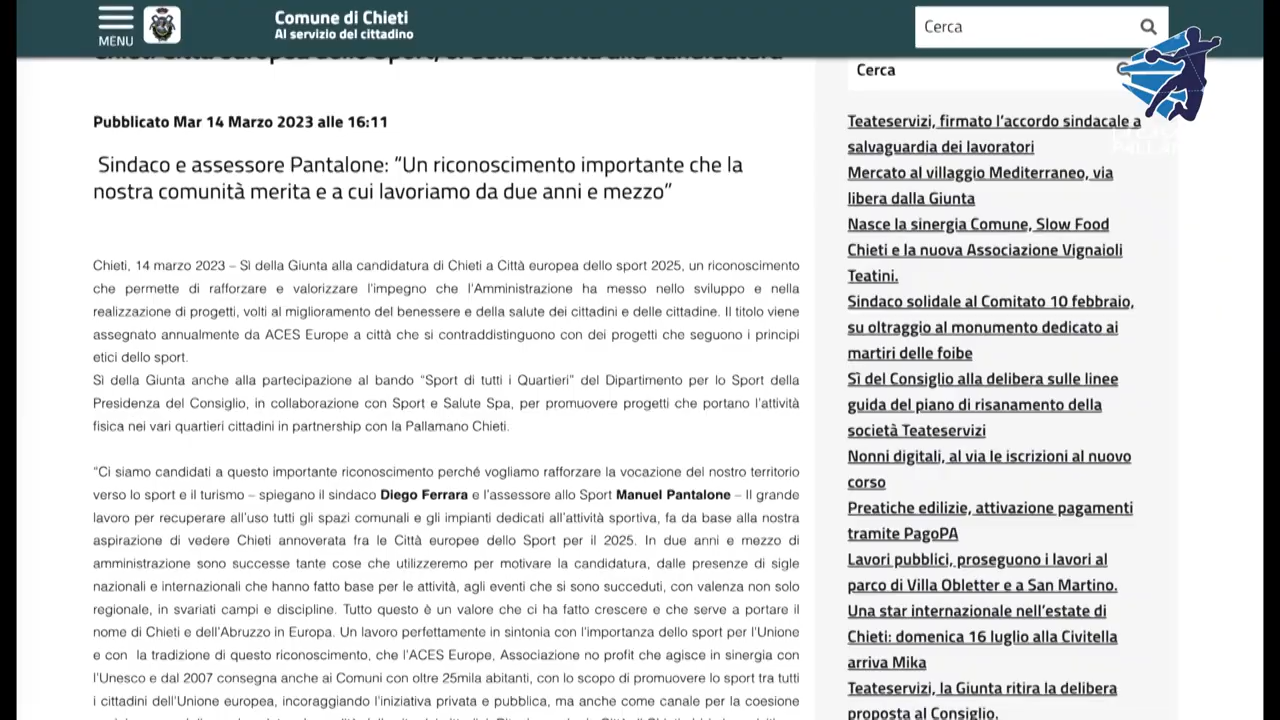 MENU
Comune di Chieti
Al servizio del cittadino
Cerca
Pubblicato Mar 14 Marzo 2023 alle 16:11
Sindaco e assessore Pantalone: “Un riconoscimento importante che la
nostra comunità merita e a cui lavoriamo da due anni e mezzo”
Chieti, 14 marzo 2023 – Sì della Giunta alla candidatura di Chieti a Città europea dello sport 2025, un riconoscimento
che permette di rafforzare e valorizzare l’impegno che l’Amministrazione ha messo nello sviluppo e nella
realizzazione di progetti, volti al miglioramento del benessere e della salute dei cittadini e delle cittadine. Il titolo viene
assegnato annualmente da ACES Europe a città che si contraddistinguono con dei progetti che seguono i principi
etici dello sport.
Sì della Giunta anche alla partecipazione al bando “Sport di tutti i Quartieri” del Dipartimento per lo Sport della
Presidenza del Consiglio, in collaborazione con Sport e Salute Spa, per promuovere progetti che portano l’attività
fisica nei vari quartieri cittadini in partnership con la Pallamano Chieti.
“Ci siamo candidati a questo importante riconoscimento perché vogliamo rafforzare la vocazione del nostro territorio
verso lo sport e il turismo – spiegano il sindaco Diego Ferrara e l’assessore allo Sport Manuel Pantalone – Il grande
lavoro per recuperare all’uso tutti gli spazi comunali e gli impianti dedicati all’attività sportiva, fa da base alla nostra
aspirazione di vedere Chieti annoverata fra le Città europee dello Sport per il 2025. In due anni e mezzo di
amministrazione sono successe tante cose che utilizzeremo per motivare la candidatura, dalle presenze di sigle
nazionali e internazionali che hanno fatto base per le attività, agli eventi che si sono succeduti, con valenza non solo
regionale, in svariati campi e discipline. Tutto questo è un valore che ci ha fatto crescere e che serve a portare il
nome di Chieti e dell’Abruzzo in Europa. Un lavoro perfettamente in sintonia con l’importanza dello sport per l’Unione
e con la tradizione di questo riconoscimento, che l’ACES Europe, Associazione no profit che agisce in sinergia con
l’Unesco e dal 2007 consegna anche ai Comuni con oltre 25mila abitanti, con lo scopo di promuovere lo sport tra tutti
i cittadini dell’Unione europea, incoraggiando l’iniziativa privata e pubblica, ma anche come canale per la coesione
Cerca
Teateservizi, firmato l’accordo sindacale a
salvaguardia dei lavoratori
Mercato al villaggio Mediterraneo, via
libera dalla Giunta
Nasce la sinergia Comune, Slow Food
Chieti e la nuova Associazione Vignaioli
Teatini.
Sindaco solidale al Comitato 10 febbraio,
su oltraggio al monumento dedicato ai
martiri delle foibe
Sì del Consiglio alla delibera sulle linee
guida del piano di risanamento della
società Teateservizi
Nonni digitali, al via le iscrizioni al nuovo
corso
Preatiche edilizie, attivazione pagamenti
tramite PagoPA
Lavori pubblici, proseguono i lavori al
parco di Villa Obletter e a San Martino.
Una star internazionale nell’estate di
Chieti: domenica 16 luglio alla Civitella
arriva Mika
Teateservizi, la Giunta ritira la delibera
proposta al Consiglio.